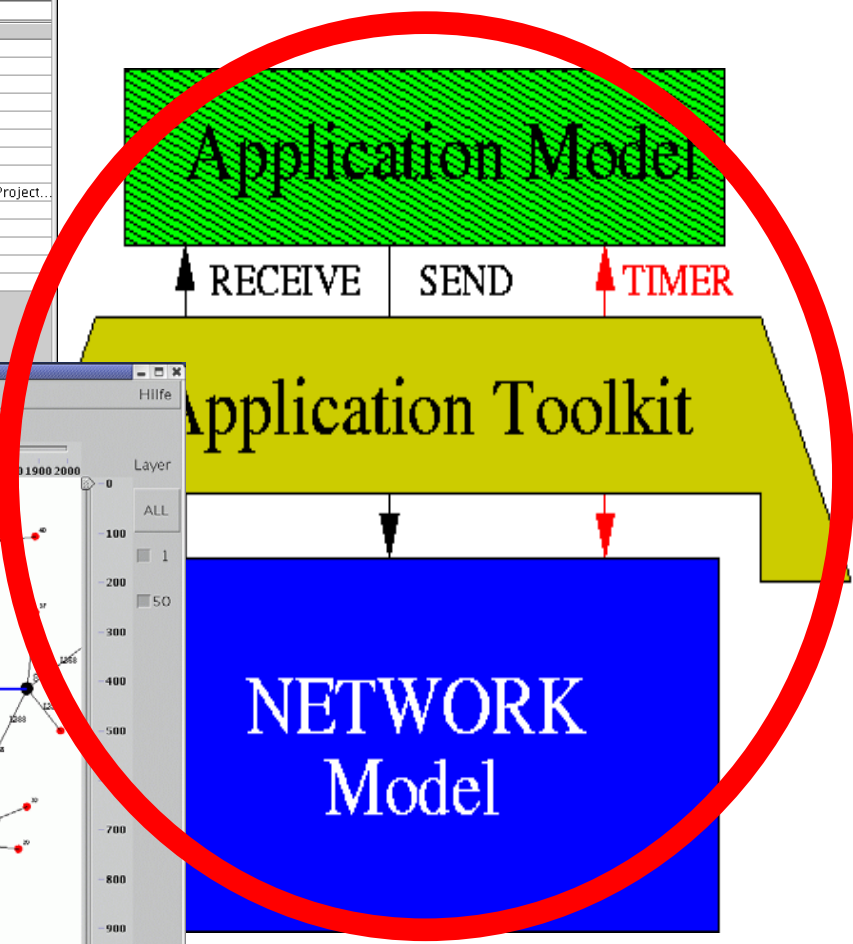 Application Model
Project...
RECEIVE SEND TIMER
Application Toolkit
Hilfe
Layer
1900 2000
0
ALL
100
1
200
50
300
400
500
700
800
900
NETWORK
Model